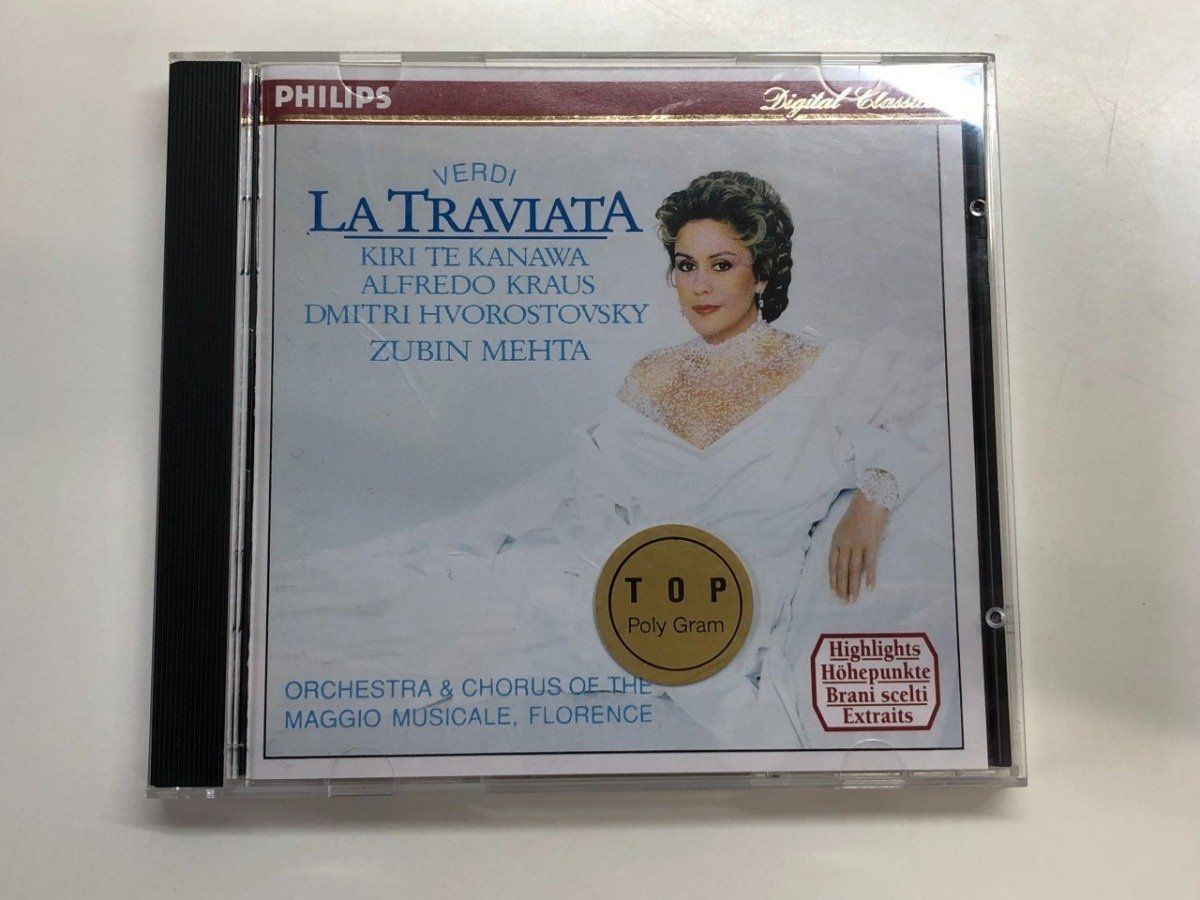 PHILIPS
Digital
VERDI
LA TRAVIATA
KIRI TE KANAWA
ALFREDO KRAUS
DMITRI HVOROSTOVSKY
ZUBIN MEHTA
TOP
Poly Gram
ORCHESTRA & CHORUS OF THE
MAGGIO MUSICALE, FLORENCE
Highlights
Höhepunkte
Brani scelti
Extraits